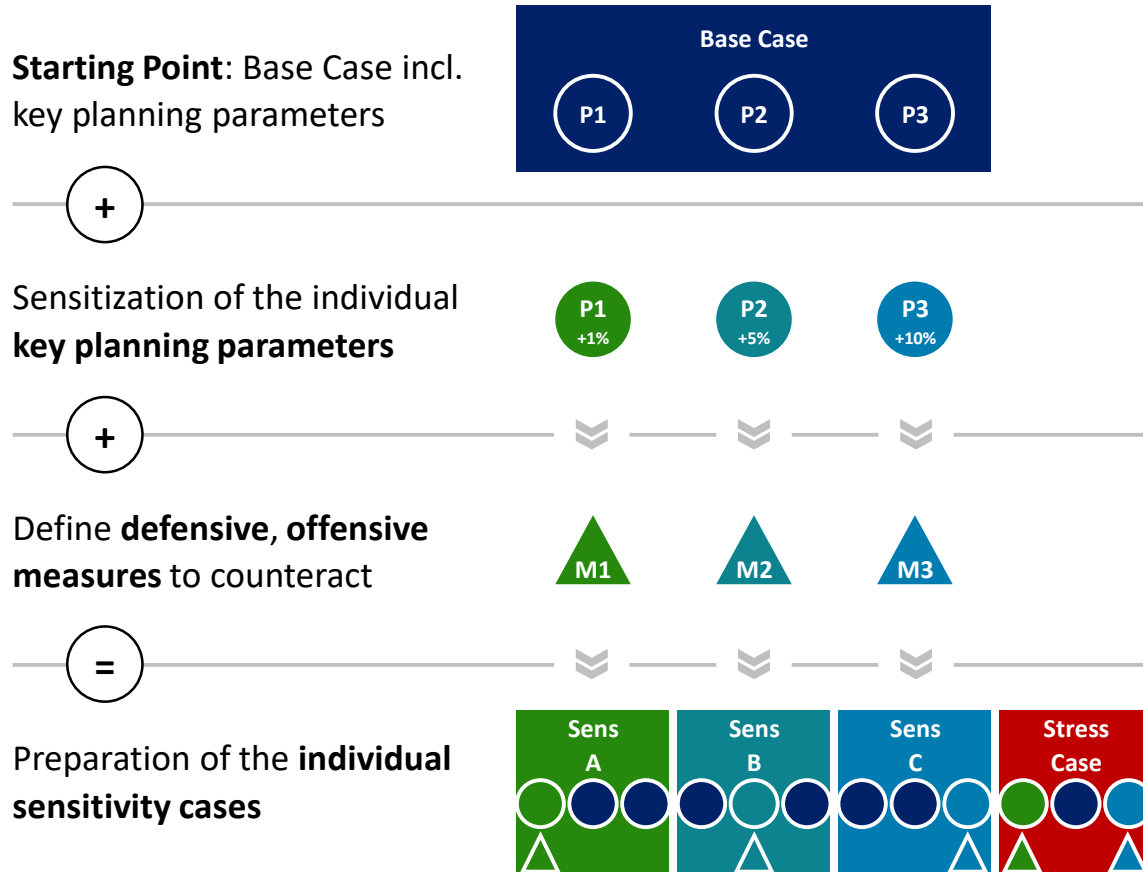 Base Case
Starting Point: Base Case incl.
key planning parameters
P1
P2
P3
+
Sensitization of the individual
key planning parameters
P1
+1%
P2
+5%
P3
+10%
+
Define defensive, offensive
measures to counteract
M1
M2
M3
=
Preparation of the individual
sensitivity cases
Sens
A
Sens
B
Sens
C
Stress
Case